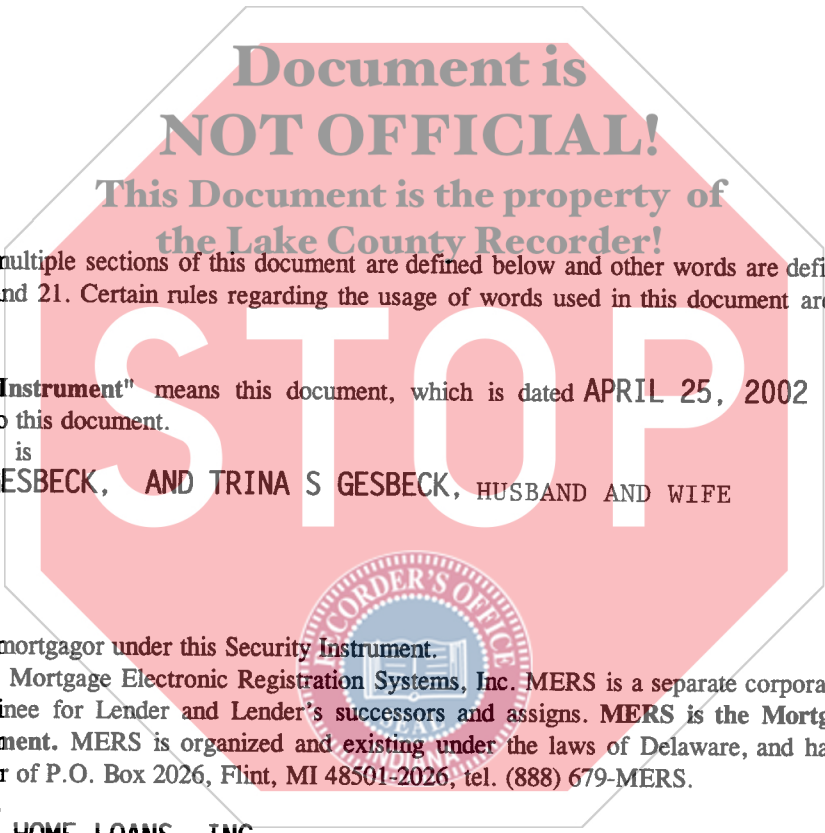 Document is
NOT OFFICIAL!
This Document is the property of
the Lake County Recorder!
multiple sections of this document are defined below and other words are defi
nd 21. Certain rules regarding the usage of words used in this document are
Instrument" means this document, which is dated APRIL 25, 2002
o this document.
is
ESBECK, AND TRINA S GESBECK, HUSBAND AND WIFE
STOP
RECORDER'S OFFICE
SEAL
INDIANA
mortgagor under this Security Instrument.
Mortgage Electronic Registration Systems, Inc. MERS is a separate corpora
inee for Lender and Lender's successors and assigns. MERS is the Mortg
ment. MERS is organized and existing under the laws of Delaware, and ha
r of P.O. Box 2026, Flint, MI 48501-2026, tel. (888) 679-MERS.
HOME LOANS, INC